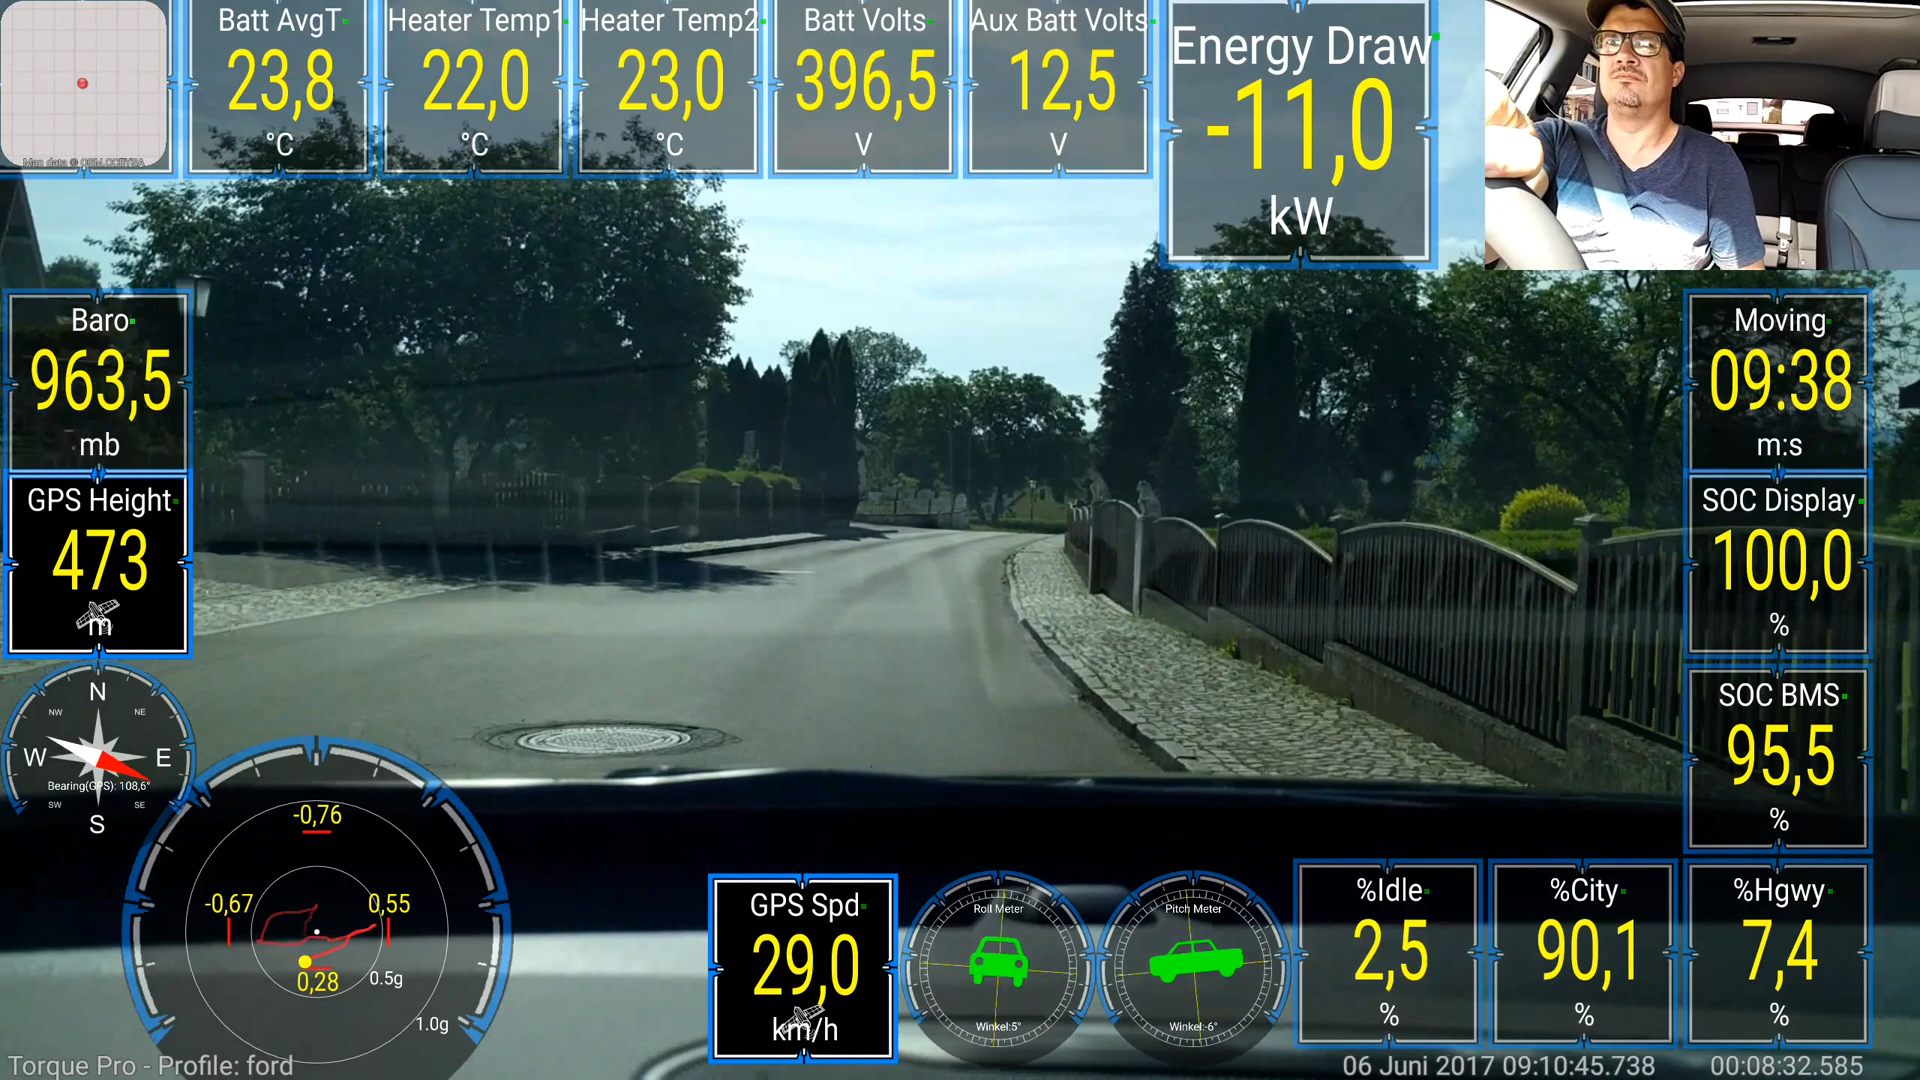 Batt AvgT
23,8
°C
Heater Temp1
22,0
°C
Heater Temp2
23,0
°C
Batt Volts
396,5
V
Aux Batt Volts
12,5
V
Energy Draw
-11,0
kW
Map data @ OSM
Baro
963,5
mb
GPS Height
473
m
N
NW
NE
W
E
Bearing(GPS): 108,6°
SW
SE
S
-0,76
-0,67
0,55
0,28
0.5g
1.0g
Moving
09:38
m:s
SOC Display
100,0
%
SOC BMS
95,5
%
GPS Spd
29,0
km/h
Roll Meter
Winkel:5°
Pitch Meter
Winkel:-6°
%Idle
2,5
%
%City
90,1
%
%Hgwy
7,4
%
Torque Pro - Profile: ford
06 Juni 2017 09:10:45.738
00:08:32.585